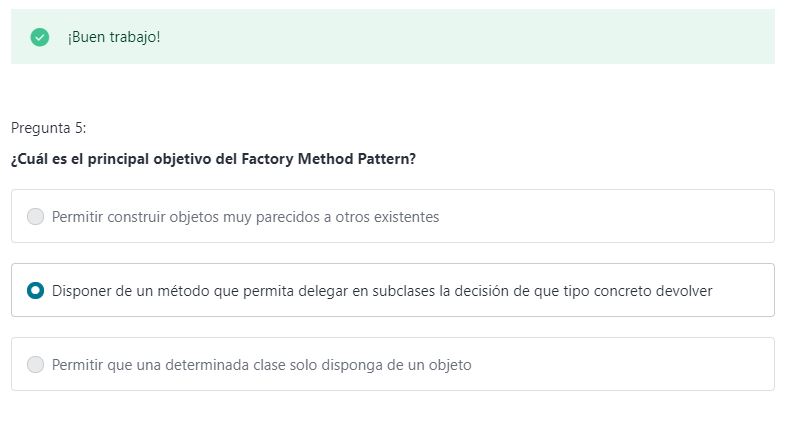 ¡Buen trabajo!
Pregunta 5:
¿Cuál es el principal objetivo del Factory Method Pattern?
Permitir construir objetos muy parecidos a otros existentes
Disponer de un método que permita delegar en subclases la decisión de que tipo concreto devolver
Permitir que una determinada clase solo disponga de un objeto